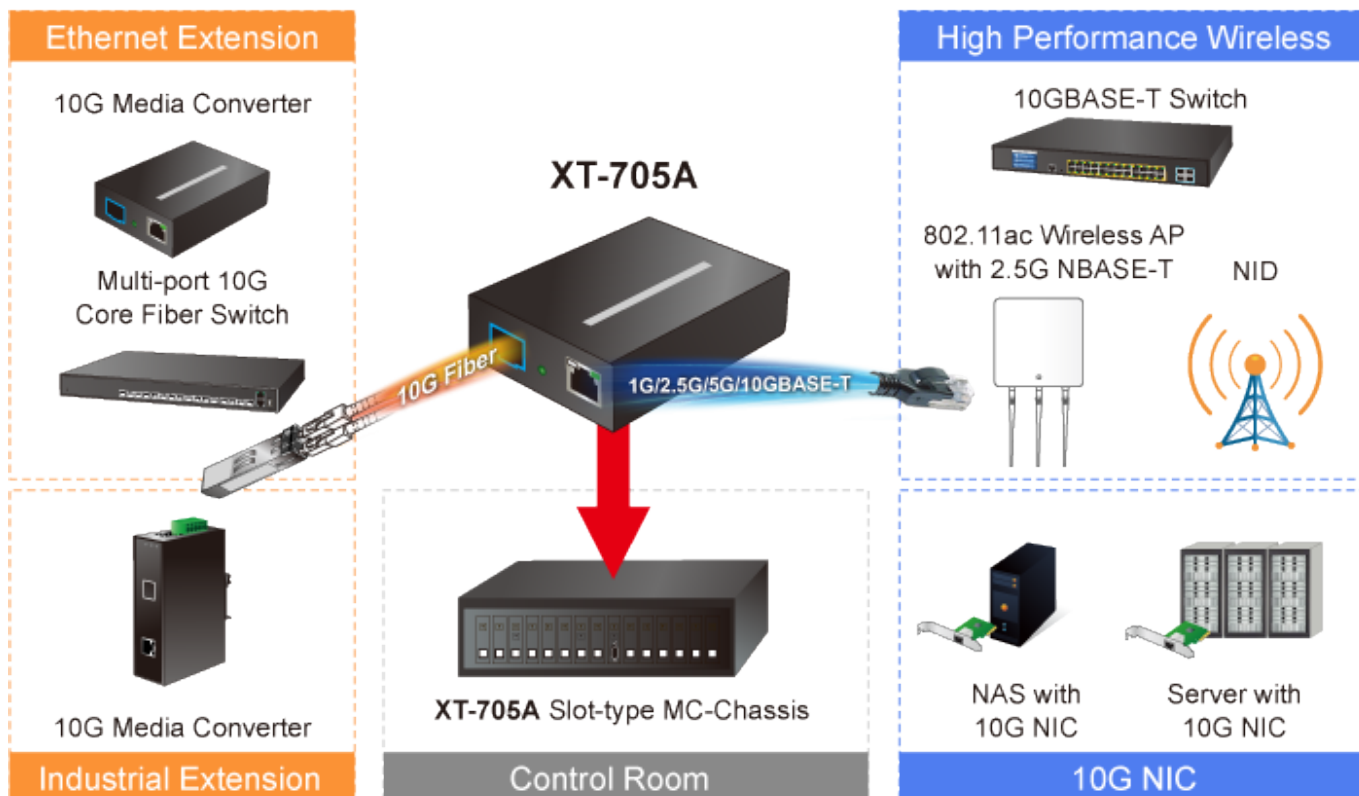 Ethernet Extension
10G Media Converter
Multi-port 10G
Core Fiber Switch
10G Media Converter
Industrial Extension
XT-705A
10G Fiber
1G/2.5G/5G/10GBASE-T
XT-705A Slot-type MC-Chassis
Control Room
High Performance Wireless
10GBASE-T Switch
802.11ac Wireless AP
with 2.5G NBASE-T
NID
NAS with
10G NIC
Server with
10G NIC
10G NIC